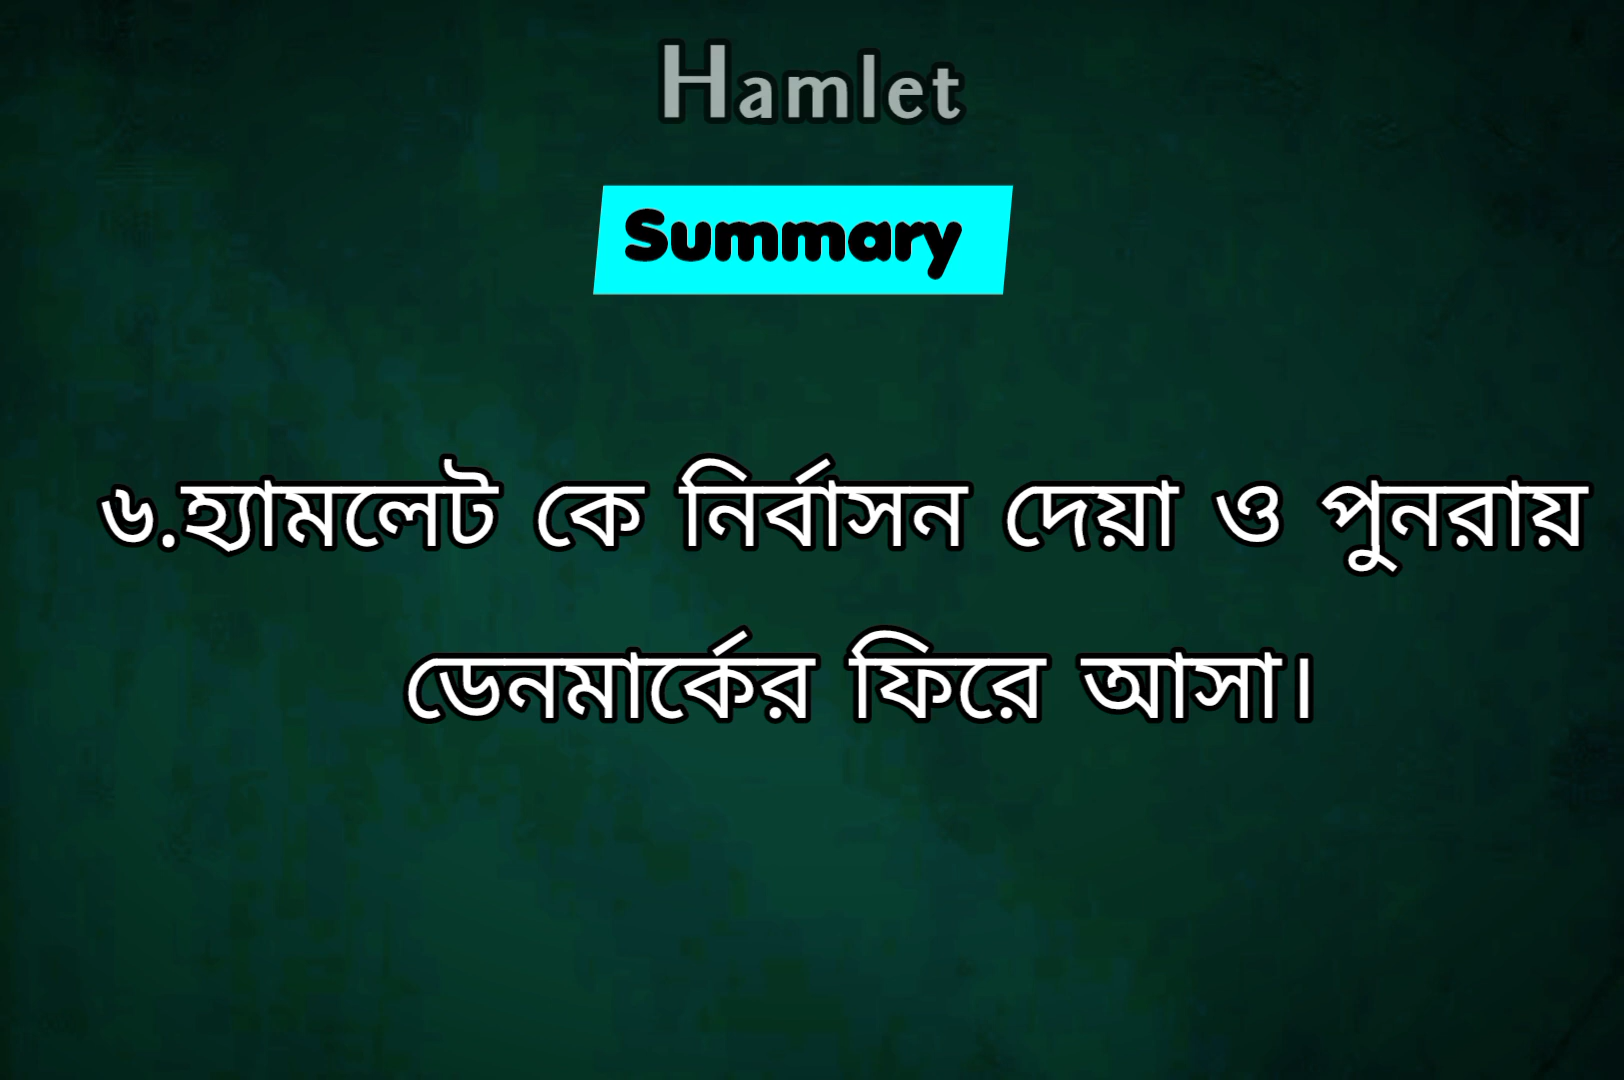 Hamlet
Summary
৬.হ্যামলেট কে নির্বাসন দেয়া ও পুনরায়
ডেনমার্কের ফিরে আসা।